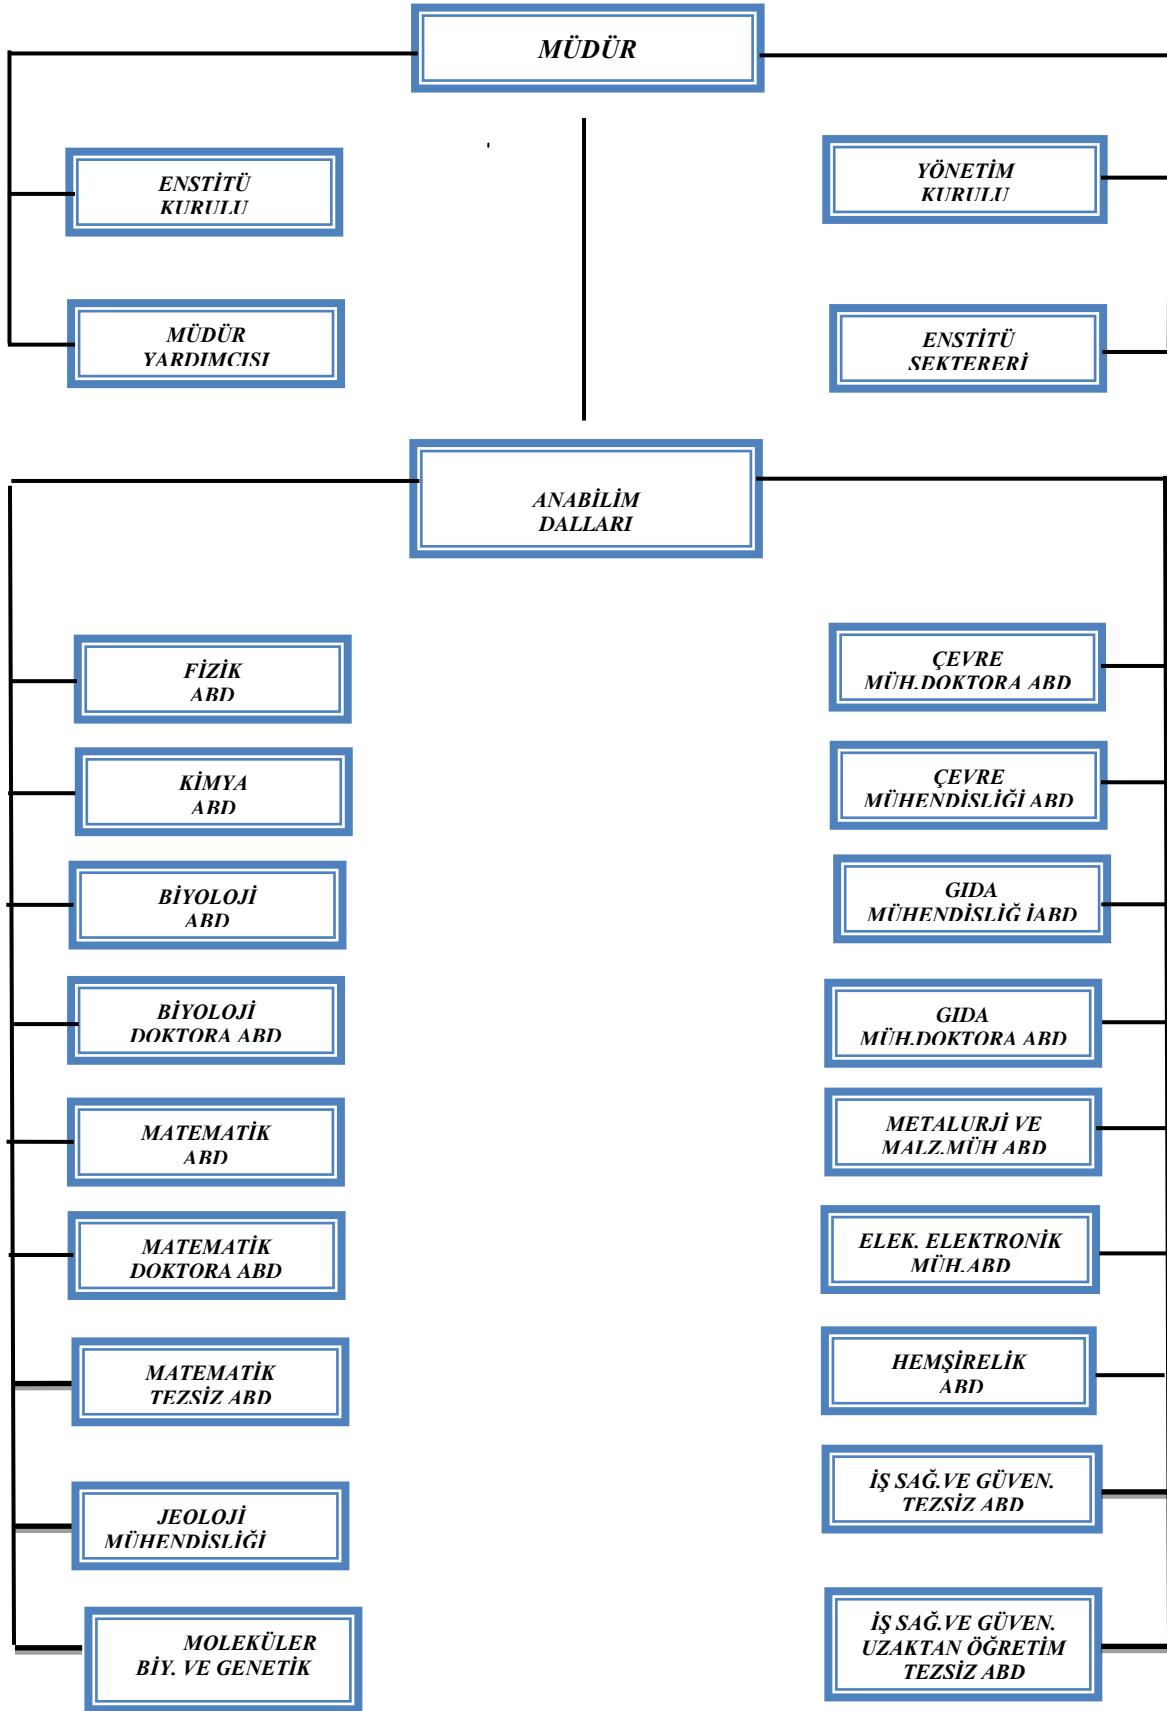 MÜDÜR
ENSTİTÜ
KURULU
YÖNETİM
KURULU
MÜDÜR
YARDIMCISI
ENSTİTÜ
SEKTERERİ
ANABİLİM
DALLARI
FİZİK
ABD
KİMYA
ABD
BİYOLOJİ
ABD
BİYOLOJİ
DOKTORA ABD
MATEMATİK
ABD
MATEMATİK
DOKTORA ABD
MATEMATİK
TEZSİZ ABD
JEOLOJİ
MÜHENDİSLİĞİ
MOLEKÜLER
BİY. VE GENETİK
ÇEVRE
MÜH.DOKTORA ABD
ÇEVRE
MÜHENDİSLİĞİ ABD
GIDA
MÜHENDİSLİĞ İABD
GIDA
MÜH.DOKTORA ABD
METALURJİ VE
MALZ.MÜH ABD
ELEK. ELEKTRONİK
MÜH.ABD
HEMŞİRELİK
ABD
İŞ SAĞ.VE GÜVEN.
TEZSİZ ABD
İŞ SAĞ.VE GÜVEN.
UZAKTAN ÖĞRETİM
TEZSİZ ABD